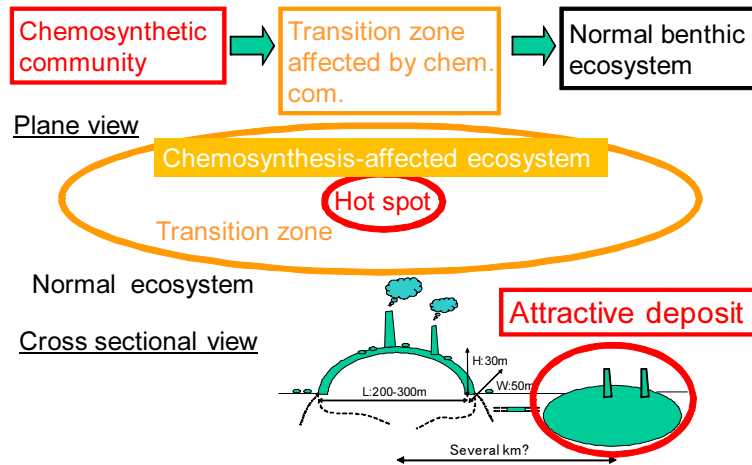 Chemosynthetic
community
Transition zone
affected by chem.
com.
Normal benthic
ecosystem
Plane view
Chemosynthesis-affected ecosystem
Hot spot
Transition zone
Normal ecosystem
Cross sectional view
Attractive deposit
H:30m
W:50m
L:200-300m
Several km?